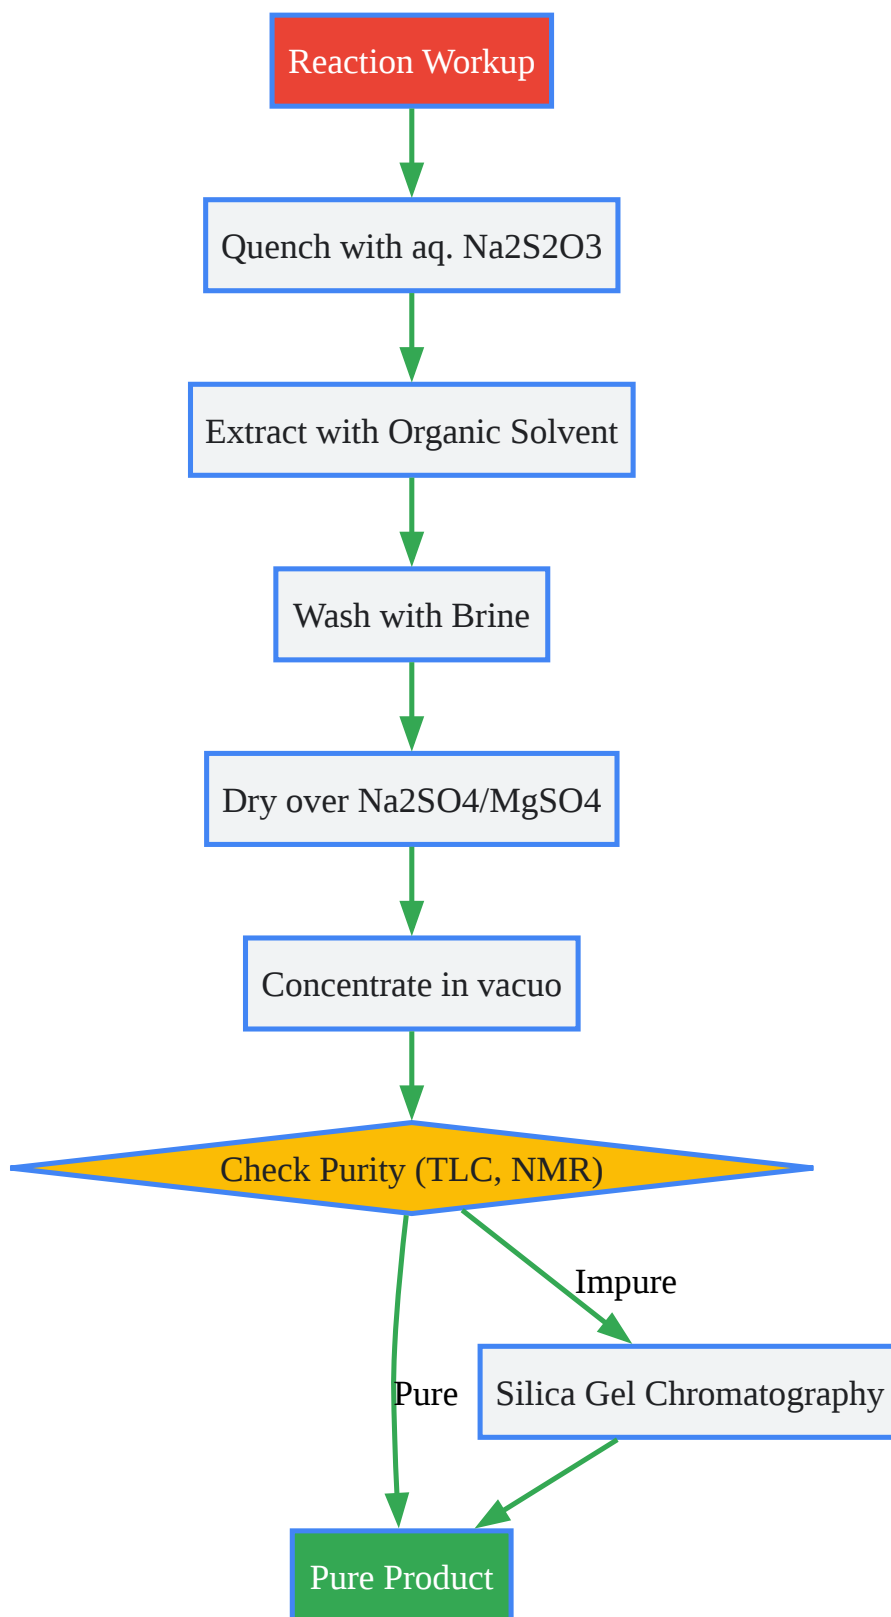 Reaction Workup
Quench with aq. Na2S2O3
Extract with Organic Solvent
Wash with Brine
Dry over Na2SO4/MgSO4
Concentrate in vacuo
Check Purity (TLC, NMR)
Impure
Pure
Silica Gel Chromatography
Pure Product